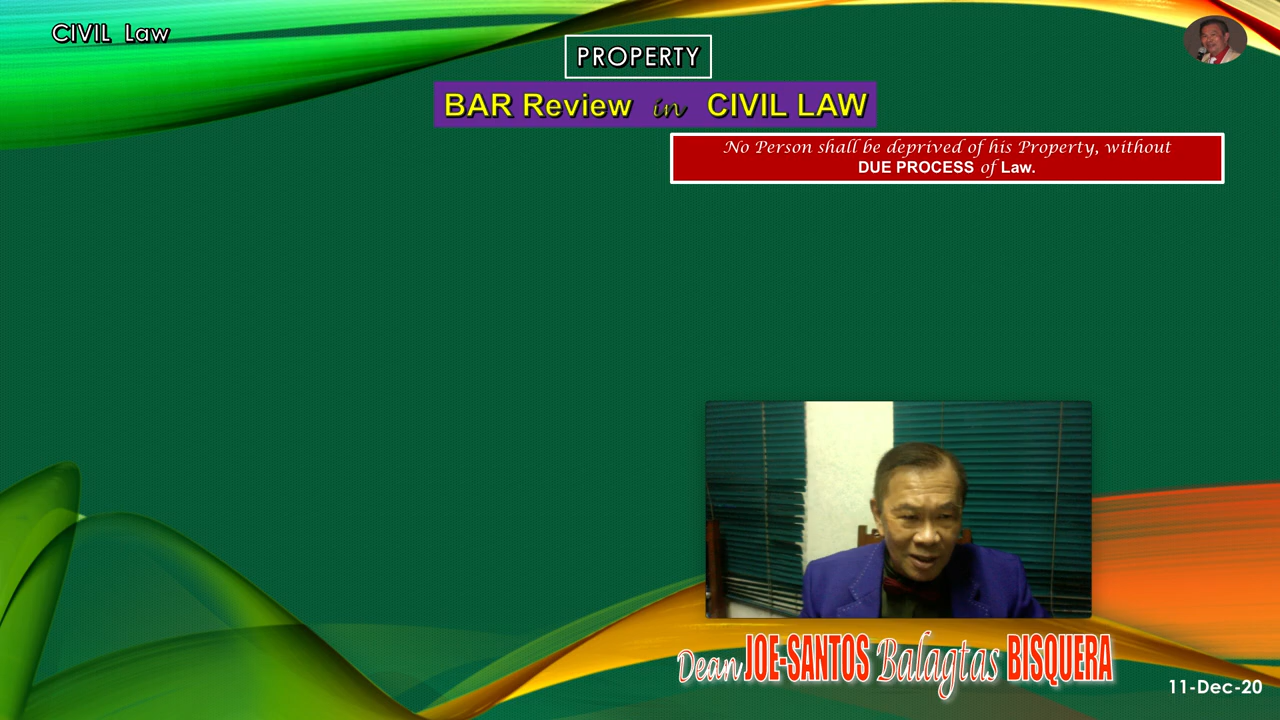 CIVIL Law
PROPERTY
BAR Review in CIVIL LAW
No Person shall be deprived of his Property, without
DUE PROCESS of Law.
Dean JOE-SANTOS Balagtas BISQUERA
11-Dec-20